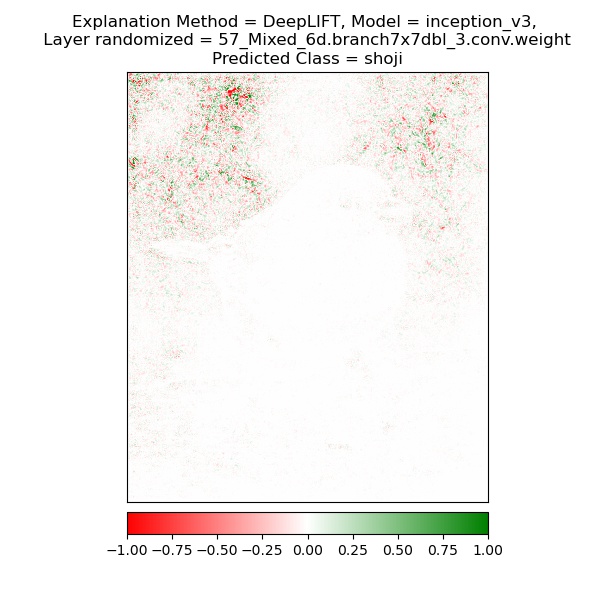 Explanation Method = DeepLIFT, Model = inception_v3,
Layer randomized = 57_Mixed_6d.branch7x7dbl_3.conv.weight
Predicted Class = shoji
−1.00 −0.75 −0.50 −0.25 0.00 0.25 0.50 0.75 1.00